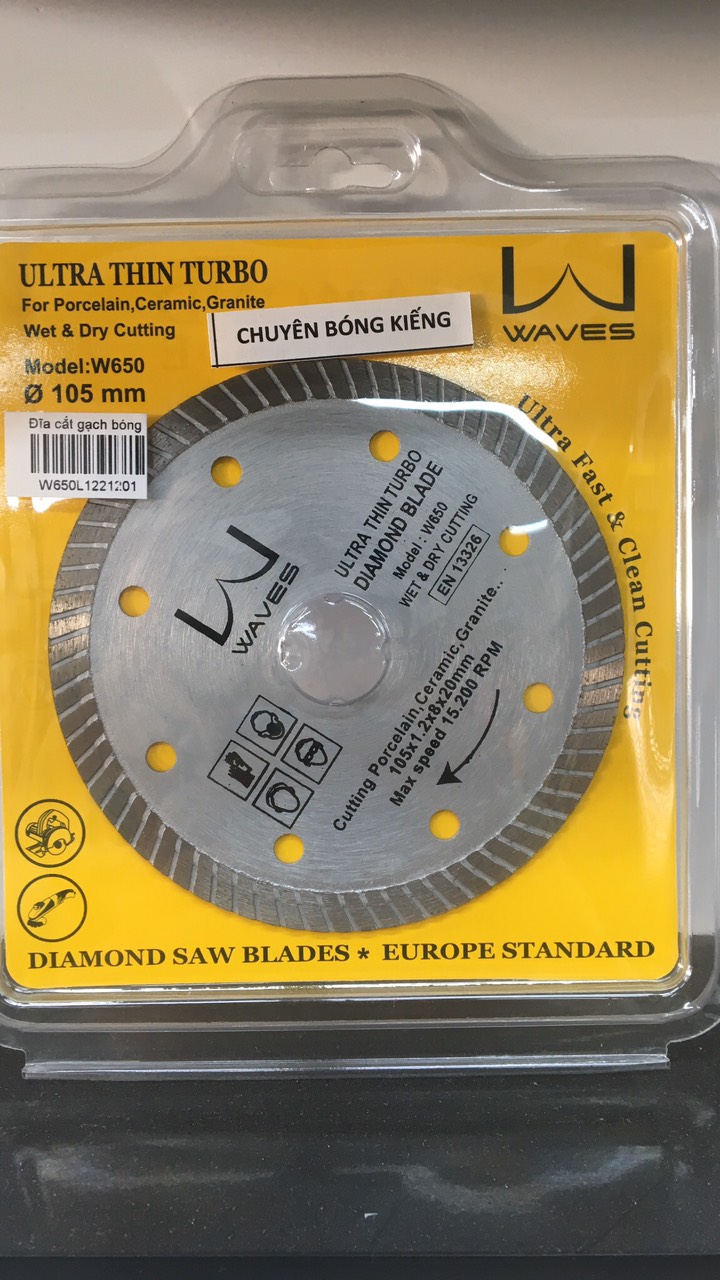 ULTRA THIN TURBO
For Porcelain,Ceramic,Granite
Wet & Dry Cutting
Model:W650
Ø 105 mm
WAVES
CHUYÊN BÓNG KIẾNG
Đĩa cắt gạch bóng
W650L1221201
Ultra Fast & Clean Cutting
WAVES
ULTRA THIN TURBO
DIAMOND BLADE
Model : W650
WET & DRY CUTTING
EN 13326
Cutting Porcelain,Ceramic,Granite...
105x1.2x8x20mm
Max speed 15.200 RPM
DIAMOND SAW BLADES * EUROPE STANDARD